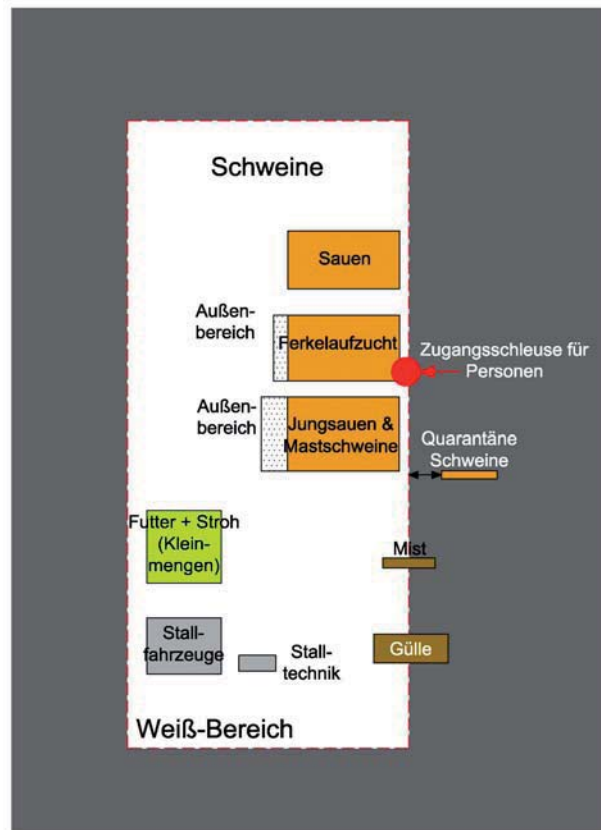 Schweine
Sauen
Außen-
bereich
Ferkelaufzucht
Zugangsschleuse für
Personen
Außen-
bereich
Jungsauen &
Mastschweine
Quarantäne
Schweine
Futter + Stroh
(Klein-
mengen)
Mist
Stall-
fahrzeuge
Stall-
technik
Gülle
Weiß-Bereich